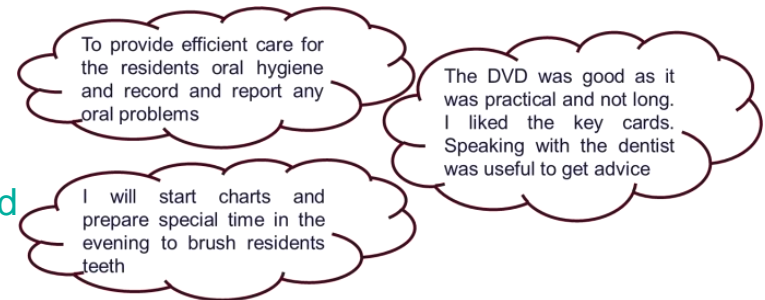 To provide efficient care for
the residents oral hygiene
and record and report any
oral problems
The DVD was good as it
was practical and not long.
I liked the key cards.
Speaking with the dentist
was useful to get advice
I will start charts and
prepare special time in the
evening to brush residents
teeth